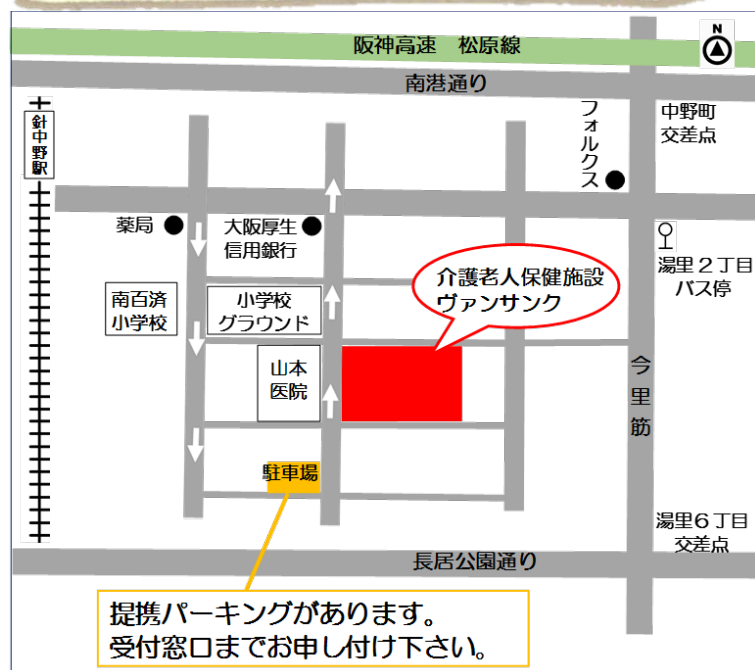 阪神高速 松原線
N
南港通り
針中野駅
フォルクス
中野町
交差点
薬局
大阪厚生
信用銀行
湯里２丁目
バス停
介護老人保健施設
ヴァンサンク
南百済
小学校
小学校
グラウンド
山本
医院
今里筋
駐車場
湯里６丁目
交差点
長居公園通り
提携パーキングがあります。
受付窓口までお申し付け下さい。